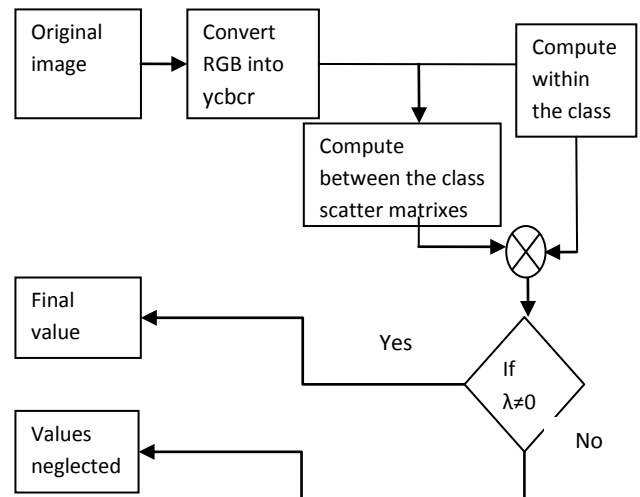 Original
image
Convert
RGB into
ycbcr
Compute
within
the class
Compute
between the class
scatter matrixes
Final
value
Yes
If
λ≠0
No
Values
neglected